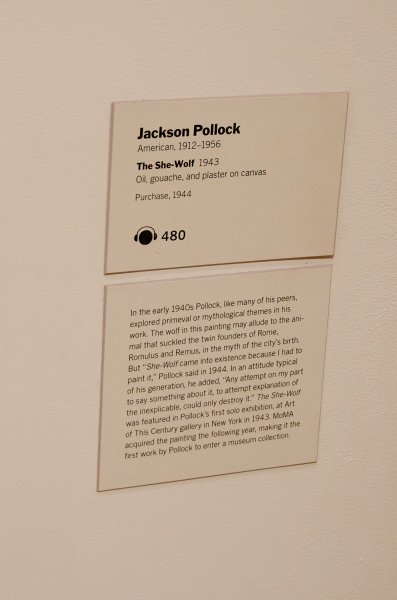 Jackson Pollock
American, 1912–1956
The She-Wolf 1943
Oil, gouache, and plaster on canvas
Purchase, 1944
480
In the early 1940s Pollock, like many of his peers,
explored primeval or mythological themes in his
work. The wolf in this painting may allude to the ani-
mal that suckled the twin founders of Rome,
Romulus and Remus, in the myth of the city's birth.
But "She-Wolf came into existence because I had to
paint it," Pollock said in 1944. In an attitude typical
of his generation, he added, "Any attempt on my part
to say something about it, to attempt explanation of
the inexplicable, could only destroy it." The She-Wolf
was featured in Pollock's first solo exhibition, at Art
of This Century gallery in New York in 1943. MoMA
acquired the painting the following year, making it the
first work by Pollock to enter a museum collection.